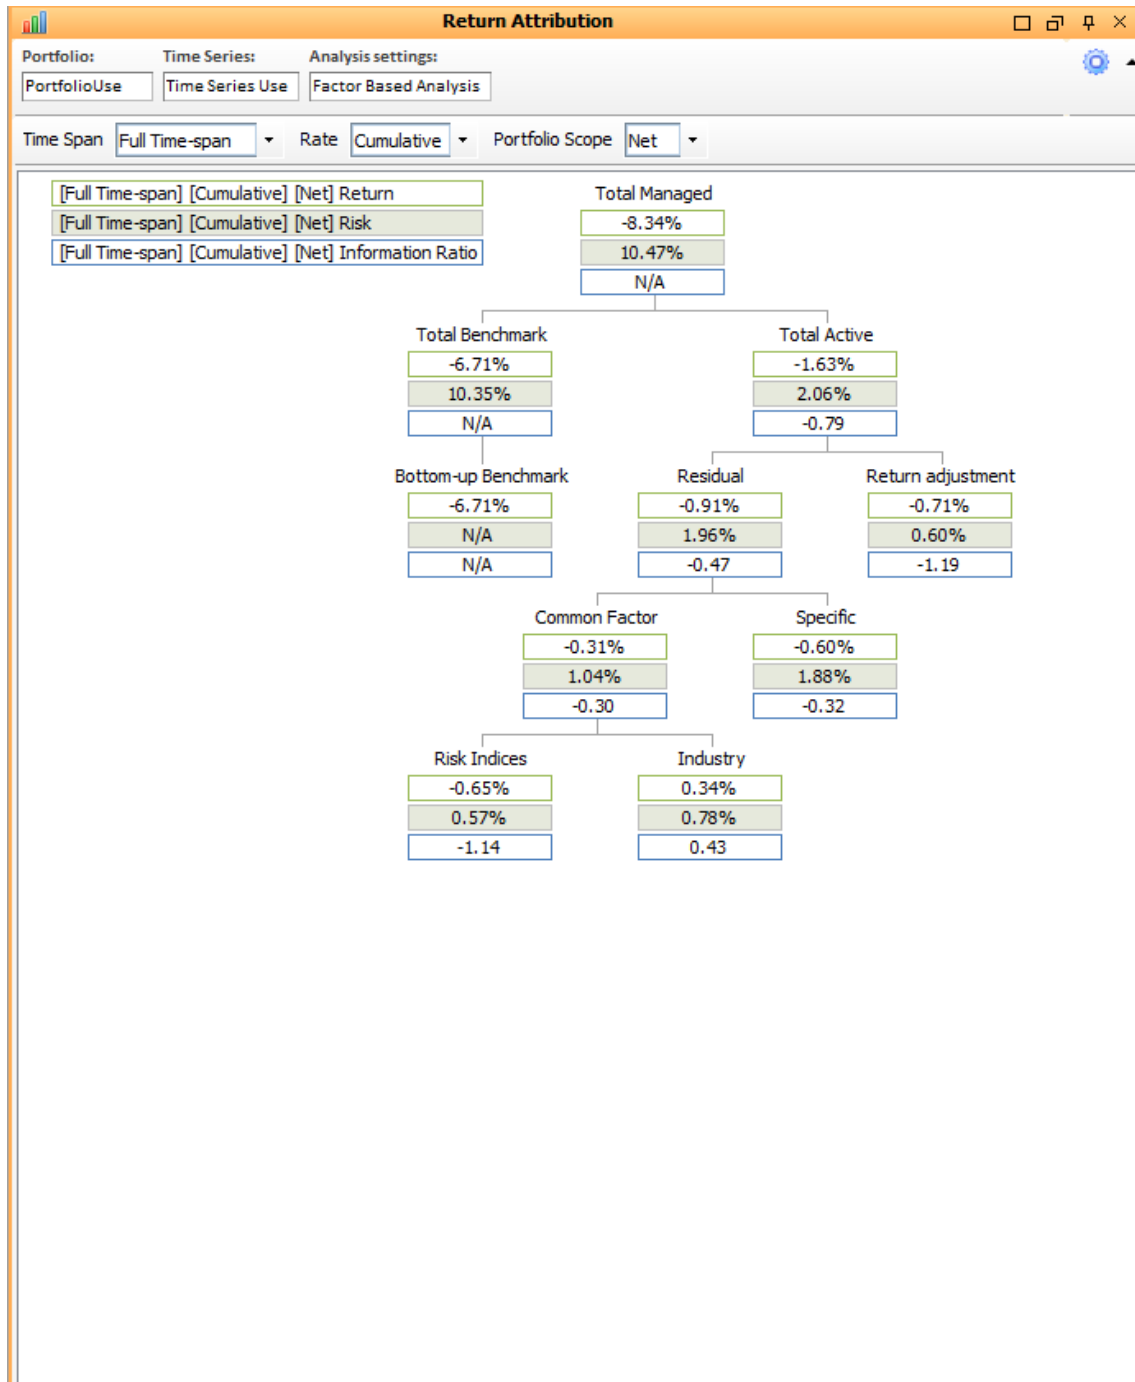 Return Attribution
Portfolio: Time Series: Analysis settings:
PortfolioUse Time Series Use Factor Based Analysis
Time Span Full Time-span Rate Cumulative Portfolio Scope Net
[Full Time-span] [Cumulative] [Net] Return
[Full Time-span] [Cumulative] [Net] Risk
[Full Time-span] [Cumulative] [Net] Information Ratio
Total Managed
-8.34%
10.47%
N/A
Total Benchmark
-6.71%
10.35%
N/A
Total Active
-1.63%
2.06%
-0.79
Bottom-up Benchmark
-6.71%
N/A
N/A
Residual
-0.91%
1.96%
-0.47
Return adjustment
-0.71%
0.60%
-1.19
Common Factor
-0.31%
1.04%
-0.30
Specific
-0.60%
1.88%
-0.32
Risk Indices
-0.65%
0.57%
-1.14
Industry
0.34%
0.78%
0.43